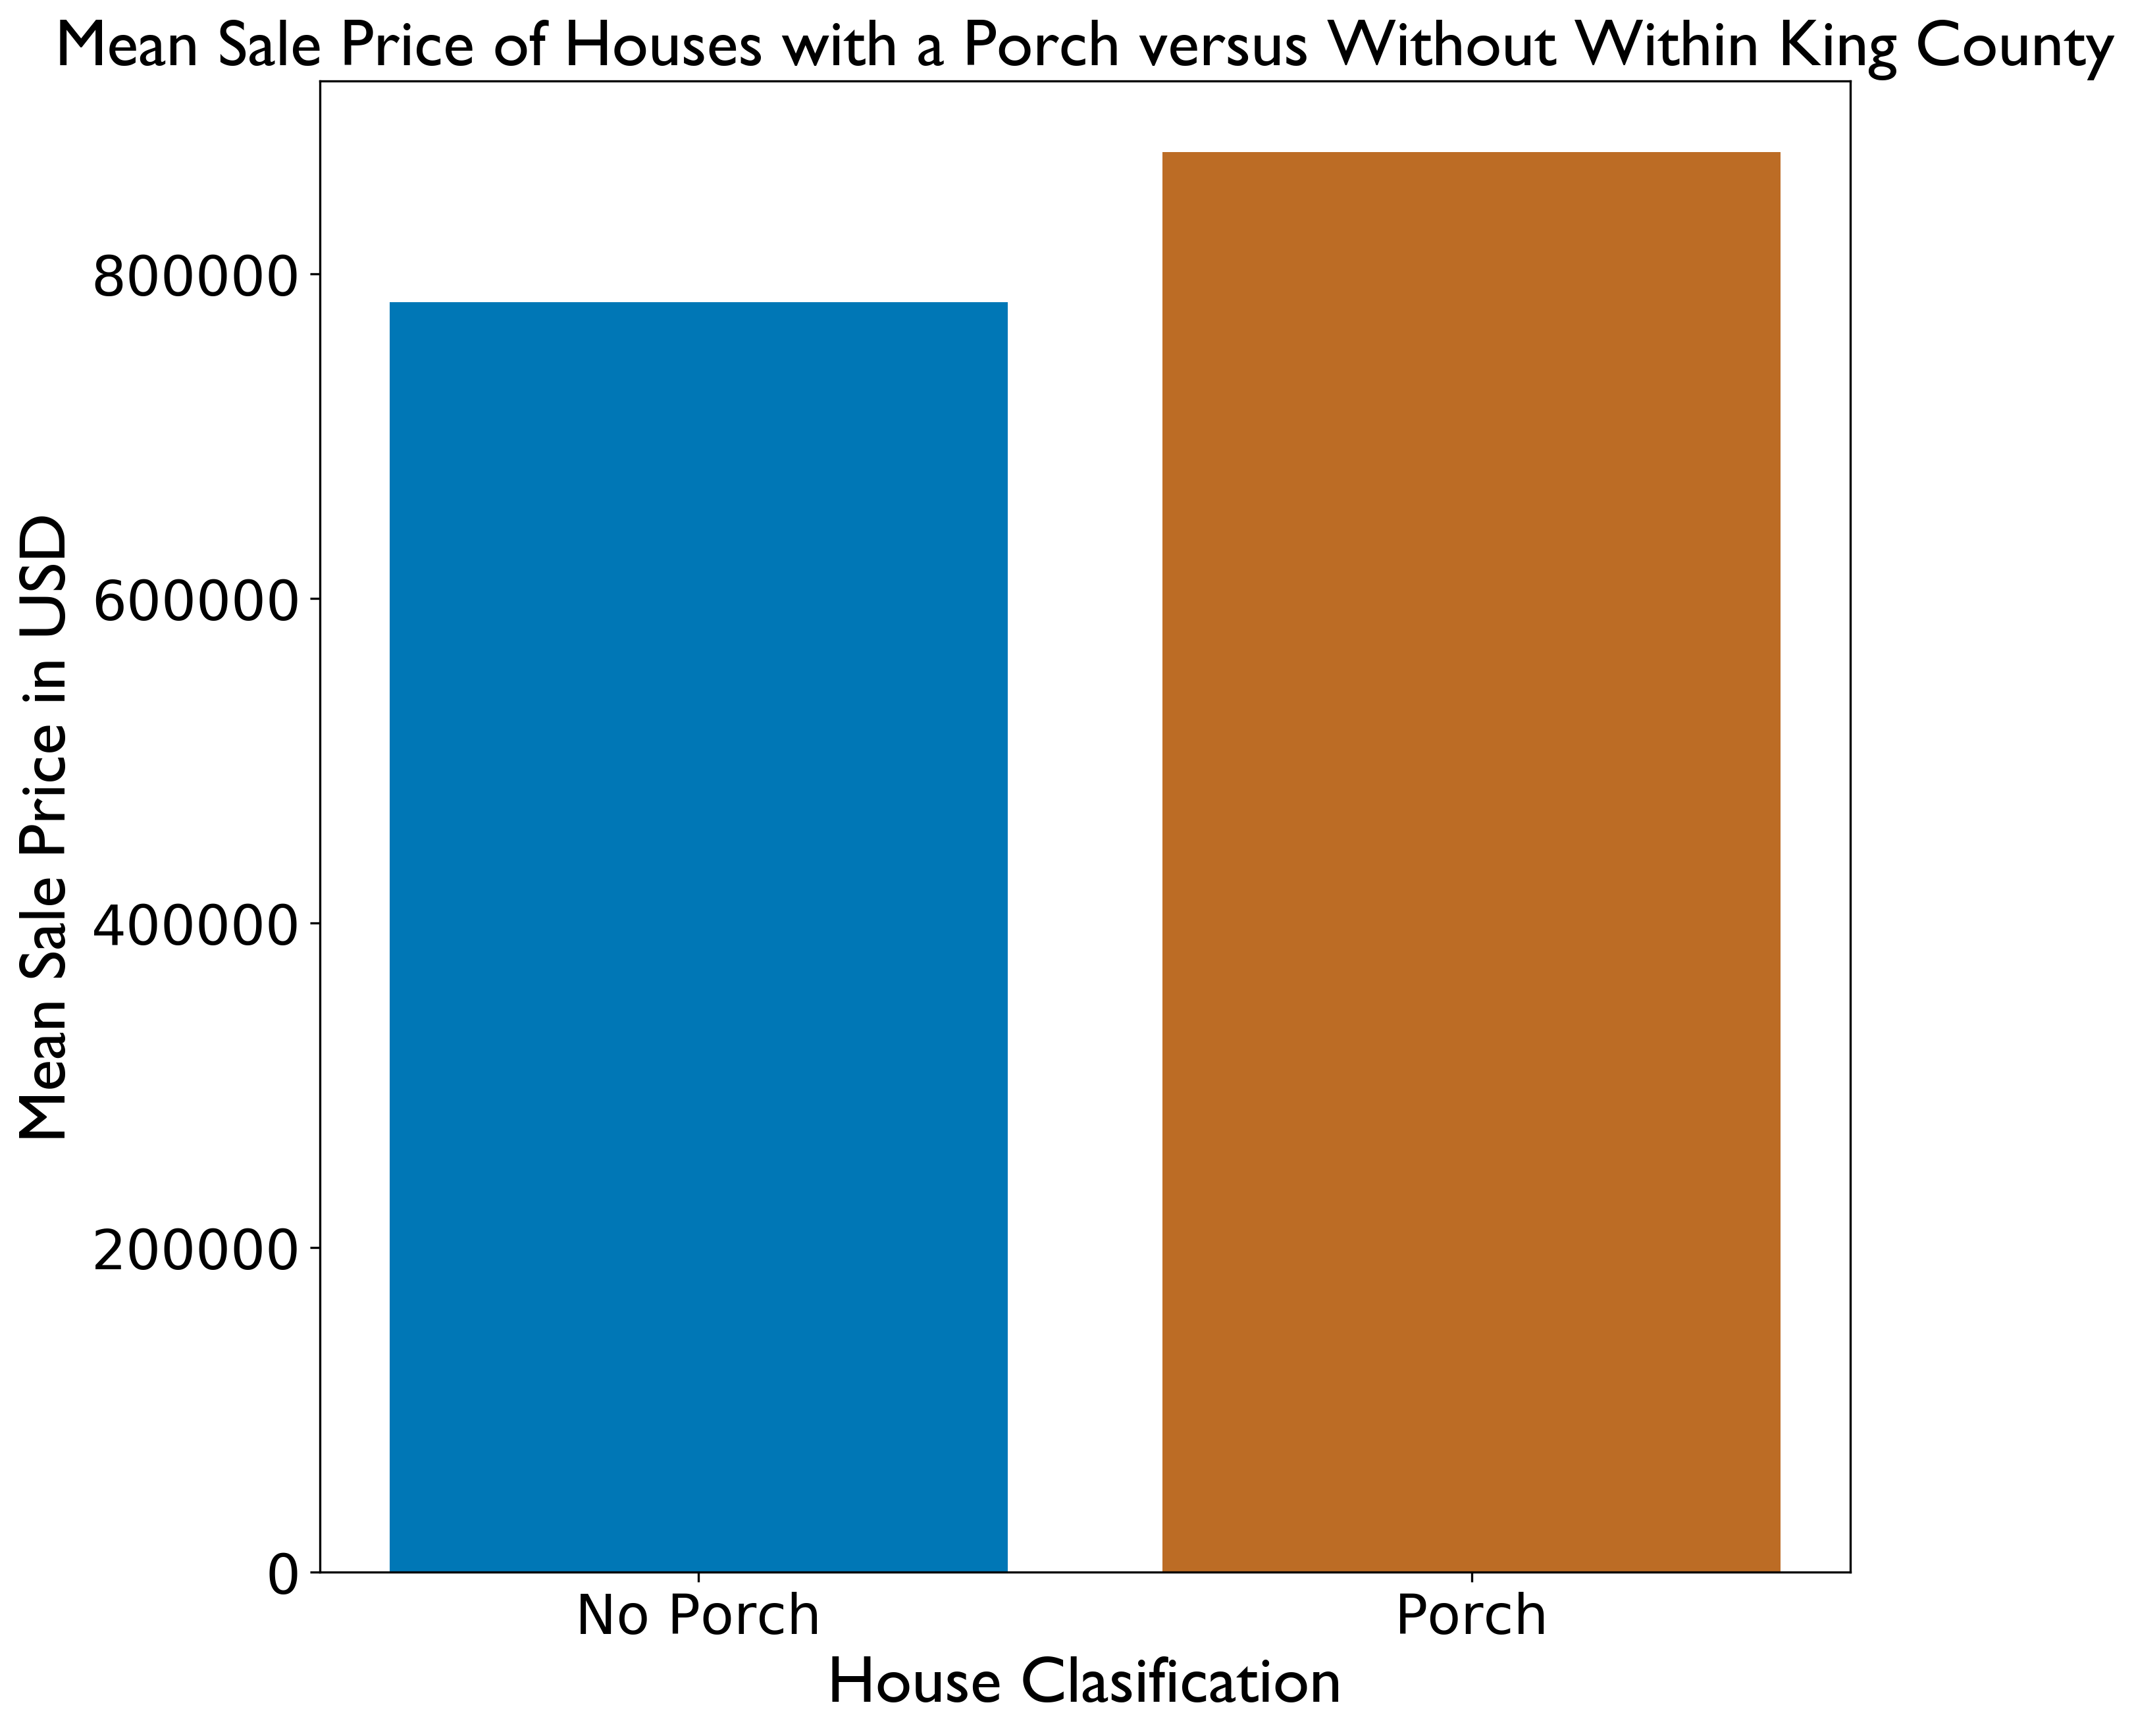 Mean Sale Price of Houses with a Porch versus Without Within King County
Mean Sale Price in USD
800000
600000
400000
200000
0
No Porch
Porch
House Clasification